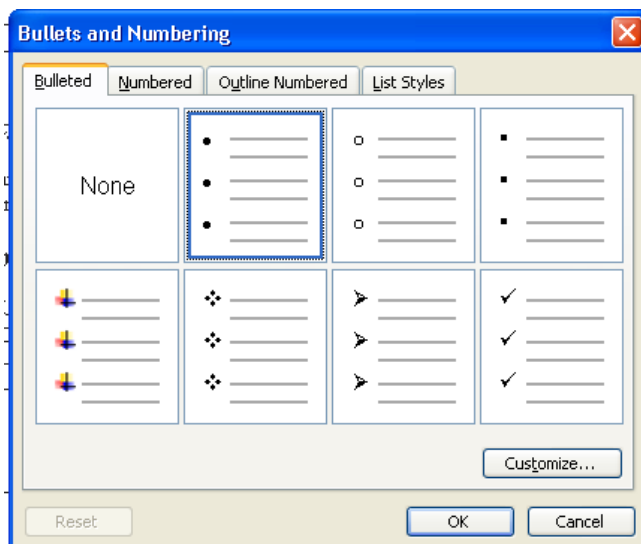 Bullets and Numbering
Bulleted Numbered Outline Numbered List Styles
None
Customize...
Reset OK Cancel